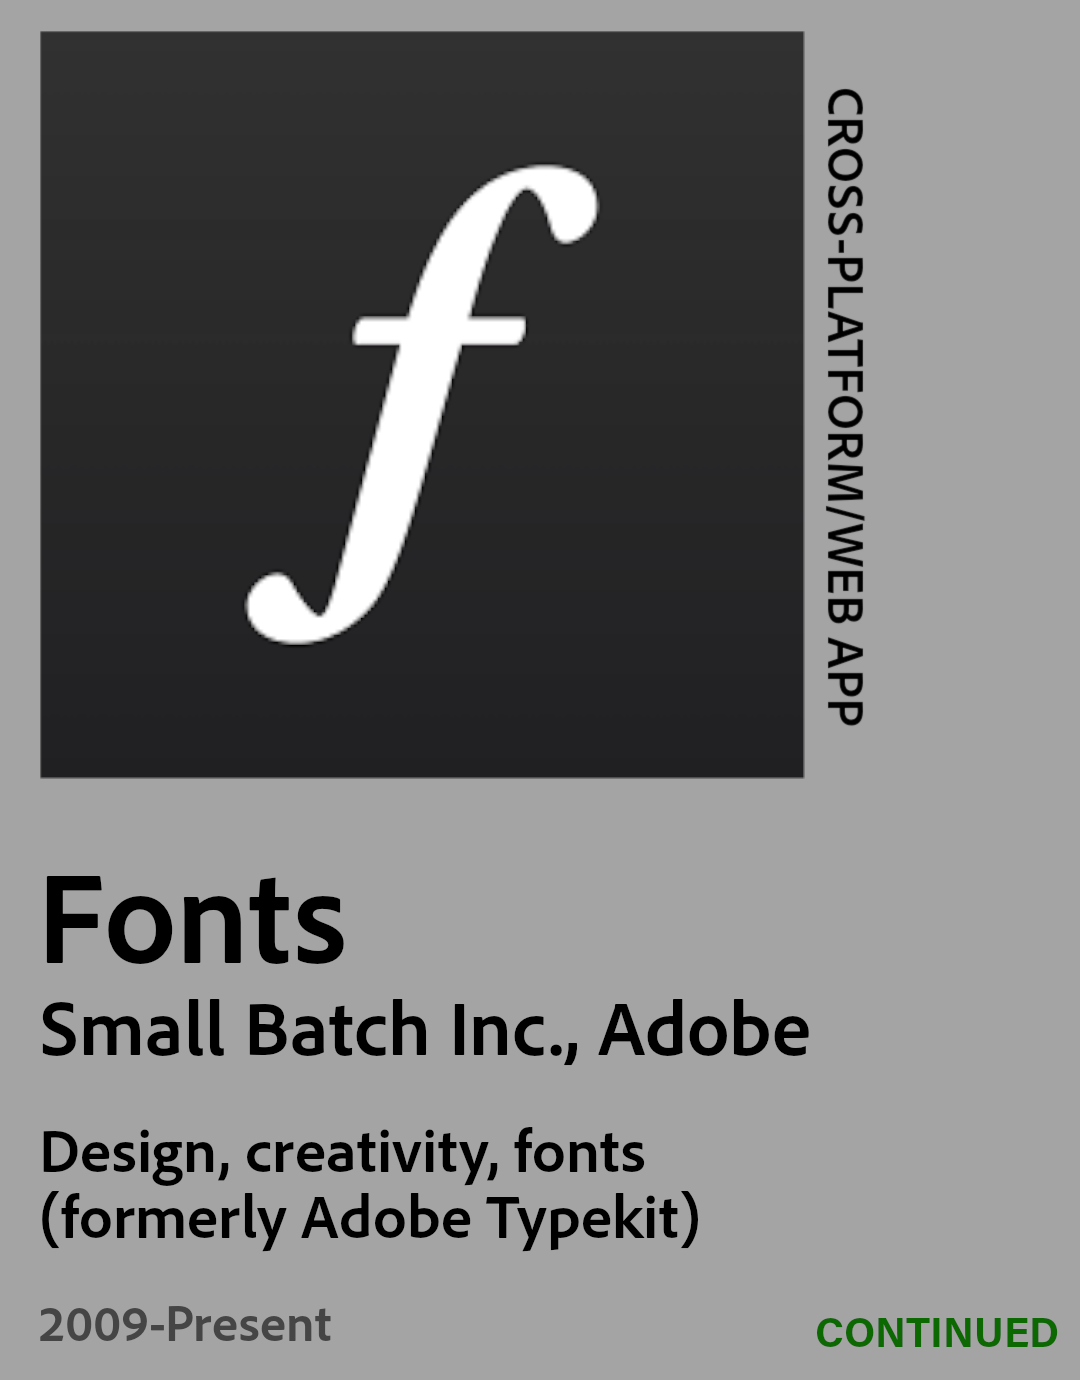 f
CROSS-PLATFORM/WEB APP
Fonts
Small Batch Inc., Adobe
Design, creativity, fonts
(formerly Adobe Typekit)
2009-Present
CONTINUED